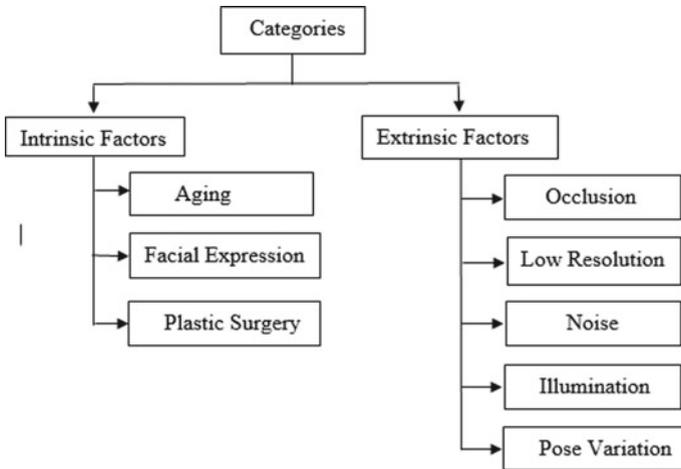 Categories
Intrinsic Factors
Aging
Facial Expression
Plastic Surgery
Extrinsic Factors
Occlusion
Low Resolution
Noise
Illumination
Pose Variation